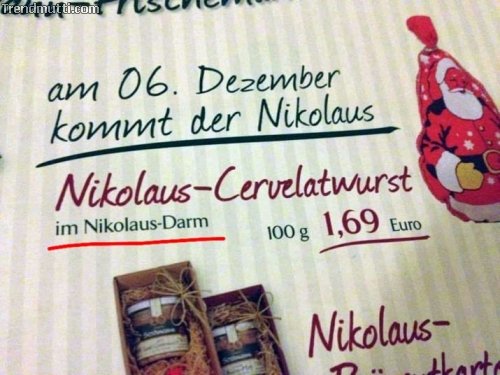 Trendmutti.com
am 06. Dezember
kommt der Nikolaus
Nikolaus-Cervelatwurst
im Nikolaus-Darm
100 g 1,69 Euro
Nikolaus-